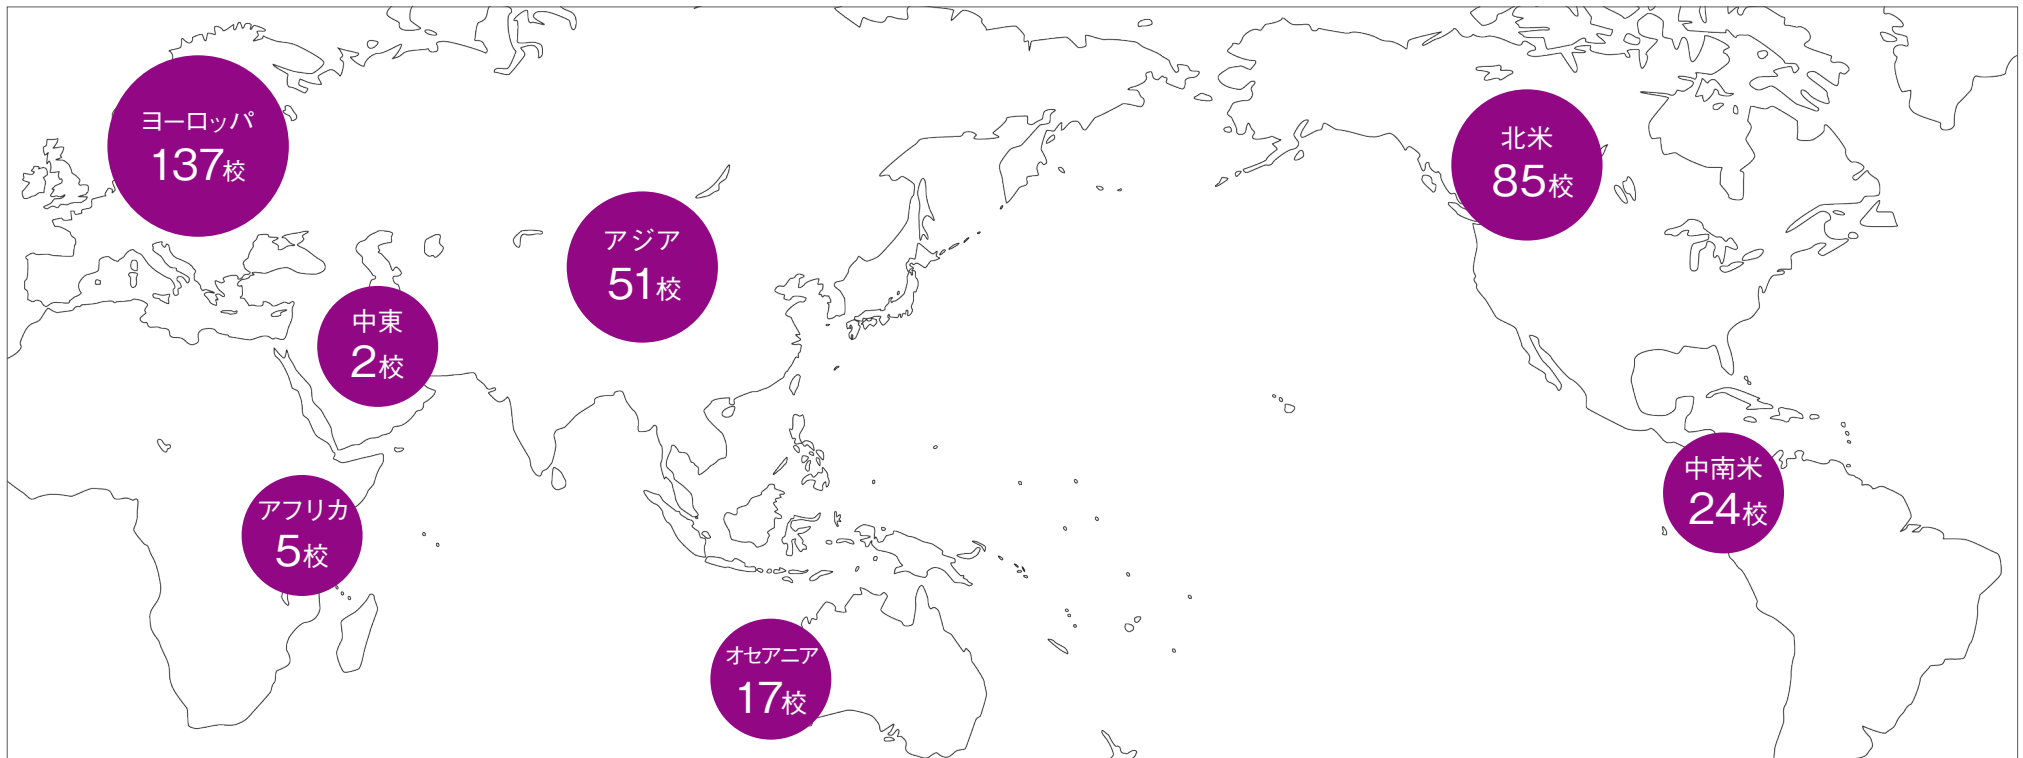 ヨーロッパ
137校
北米
85校
アジア
51校
中東
2校
中南米
24校
アフリカ
5校
オセアニア
17校